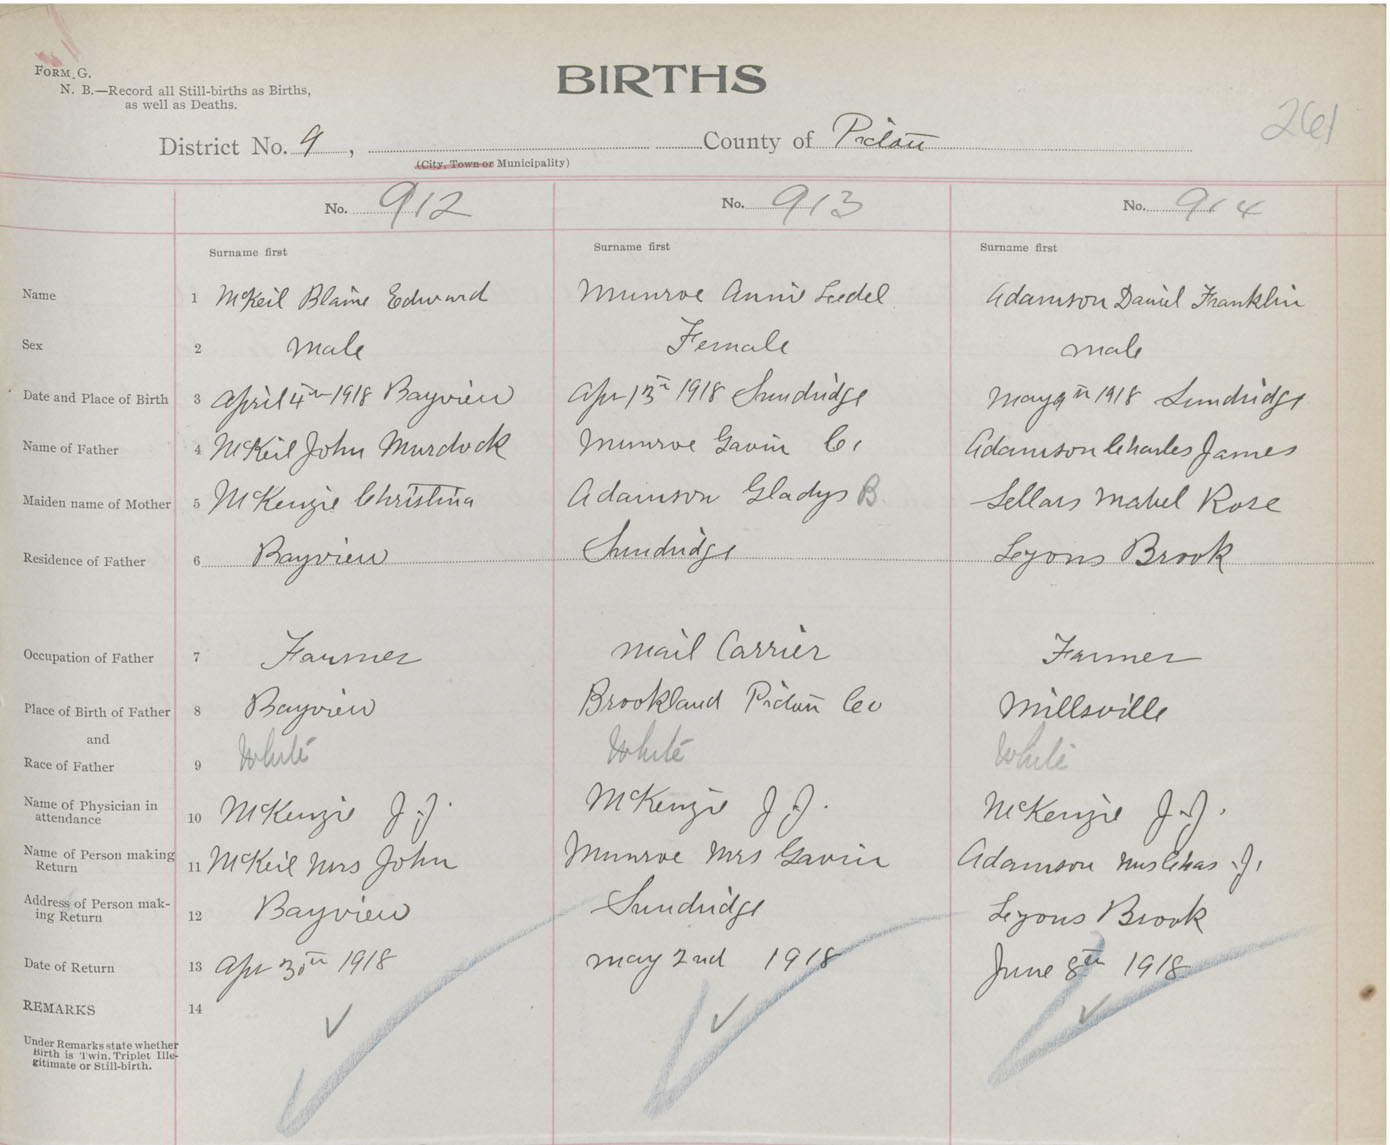 FORM G.
N. B.—Record all Still-births as Births,
as well as Deaths.
BIRTHS
261
District No. 9, County of Pictou
(City, Town or Municipality)
No. 912 No. 913 No. 914
Surname first Surname first Surname first
Name 1 McKeil Blaine Edward Munroe Annie Munroe Adamson Daniel Franklin
Sex 2 Male Female male
Date and Place of Birth 3 April 4th 1918 Bayview Apr 13th 1918 Sundridge May 9th 1918 Sundridge
Name of Father 4 McKeil John Murdock Munroe Gavin C. Adamson Charles James
Maiden name of Mother 5 McKenzie Christina Adamson Gladys B. Sellars Mabel Rose
Residence of Father 6 Bayview Sundridge Lyons Brook
Occupation of Father 7 Farmer Mail Carrier Farmer
Place of Birth of Father 8 Bayview Brookland Pictou Co Millsville
and
Race of Father 9 White White White
Name of Physician in
attendance 10 McKenzie J. J. McKenzie J. J. McKenzie J. J.
Name of Person making
Return 11 McKeil Mrs John Munroe Mrs Gavin Adamson Mrs Chas. J.
Address of Person mak-
ing Return 12 Bayview Sundridge Lyons Brook
Date of Return 13 Apr 30th 1918 May 2nd 1918 June 8th 1918
REMARKS 14
Under Remarks state whether
Birth is Twin, Triplet Ille-
gitimate or Still-birth.